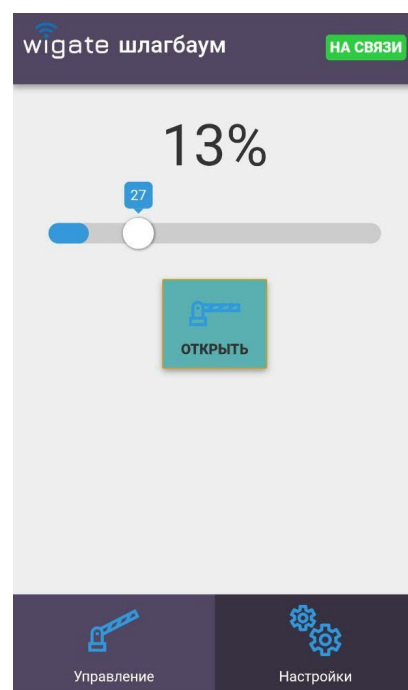 wigate шлагбаум
НА СВЯЗИ
13%
27
ОТКРЫТЬ
Управление
Настройки